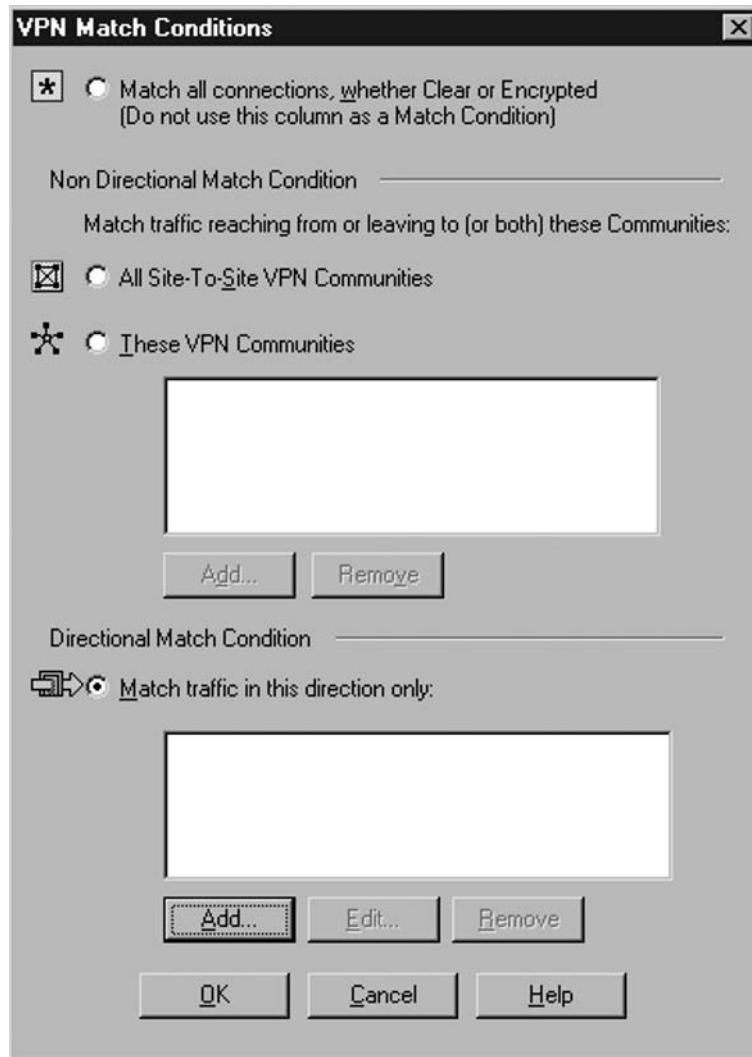 VPN Match Conditions
Match all connections, whether Clear or Encrypted
(Do not use this column as a Match Condition)
Non Directional Match Condition
Match traffic reaching from or leaving to (or both) these Communities:
All Site-To-Site VPN Communities
These VPN Communities
Add...
Remove
Directional Match Condition
Match traffic in this direction only:
Add...
Edit...
Remove
OK
Cancel
Help